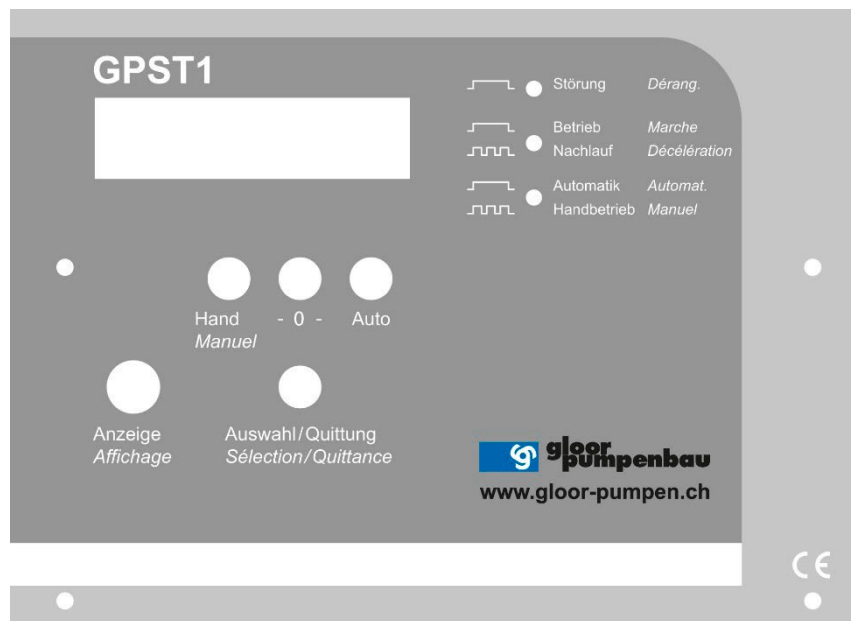 GPST1
Störung Dérang.
Betrieb Marche
Nachlauf Décélération
Automatik Automat.
Handbetrieb Manuel
Hand - 0 - Auto
Manuel
Anzeige Auswahl/Quittung
Affichage Sélection/Quittance
gloor
pumpenbau
www.gloor-pumpen.ch
CE